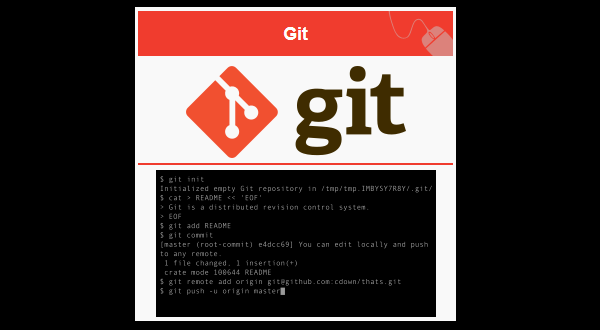 Git
git
$ git init
Initialized empty Git repository in /tmp/tmp.IMBYSY7R8Y/.git/
$ cat > README << 'EOF'
> Git is a distributed revision control system.
> EOF
$ git add README
$ git commit
[master (root-commit) e4dcc69] You can edit locally and push
to any remote.
1 file changed, 1 insertion(+)
crate mode 100644 README
$ git remote add origin git@github.com:cdown/thats.git
$ git push -u origin master